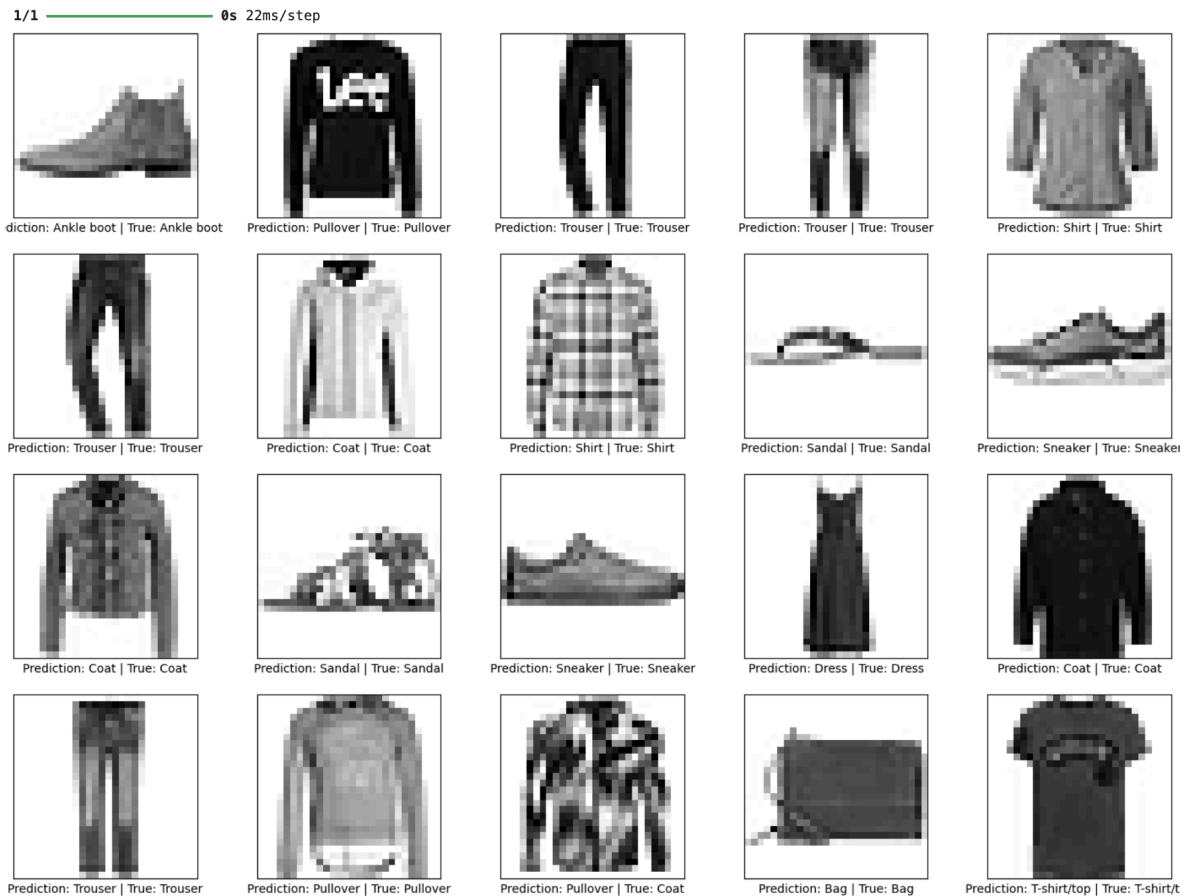 1/1 0s 22ms/step
diction: Ankle boot | True: Ankle boot
Prediction: Pullover | True: Pullover
Prediction: Trouser | True: Trouser
Prediction: Trouser | True: Trouser
Prediction: Shirt | True: Shirt
Lee
Prediction: Trouser | True: Trouser
Prediction: Coat | True: Coat
Prediction: Shirt | True: Shirt
Prediction: Sandal | True: Sandal
Prediction: Sneaker | True: Sneaker
Prediction: Coat | True: Coat
Prediction: Sandal | True: Sandal
Prediction: Sneaker | True: Sneaker
Prediction: Dress | True: Dress
Prediction: Coat | True: Coat
Prediction: Trouser | True: Trouser
Prediction: Pullover | True: Pullover
Prediction: Pullover | True: Coat
Prediction: Bag | True: Bag
Prediction: T-shirt/top | True: T-shirt/t